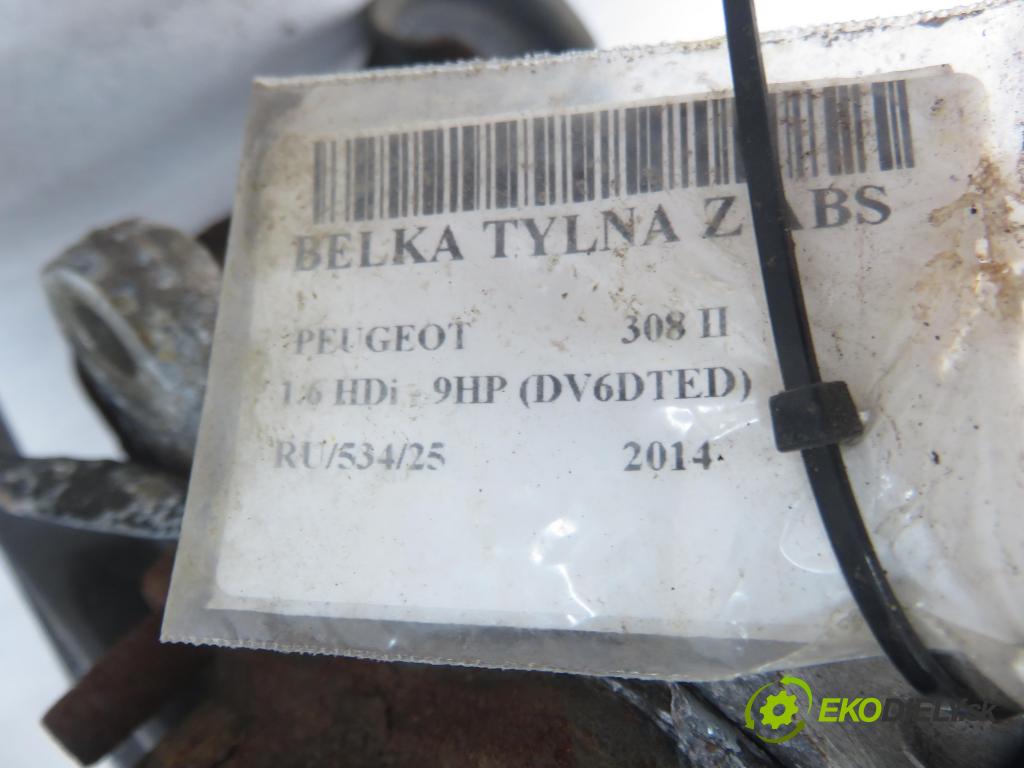 BELKA TYLNA Z ABS
PEUGEOT 308 II
1.6 HDi - 9HP (DV6DTED)
RU/534/25 2014
EKODIELY.sk